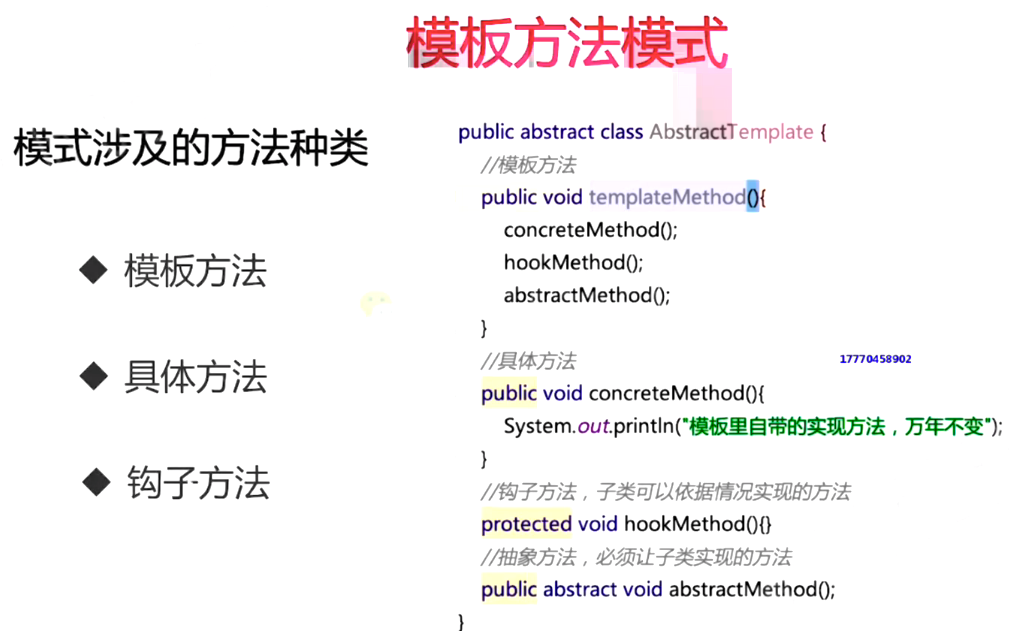 模板方法模式
模式涉及的方法种类
◆ 模板方法
◆ 具体方法
◆ 钩子方法
public abstract class AbstractTemplate {
//模板方法
public void templateMethod(){
concreteMethod();
hookMethod();
abstractMethod();
}
//具体方法
17770458902
public void concreteMethod(){
System.out.println("模板里自带的实现方法，万年不变");
}
//钩子方法，子类可以依据情况实现的方法
protected void hookMethod(){}
//抽象方法，必须让子类实现的方法
public abstract void abstractMethod();
}